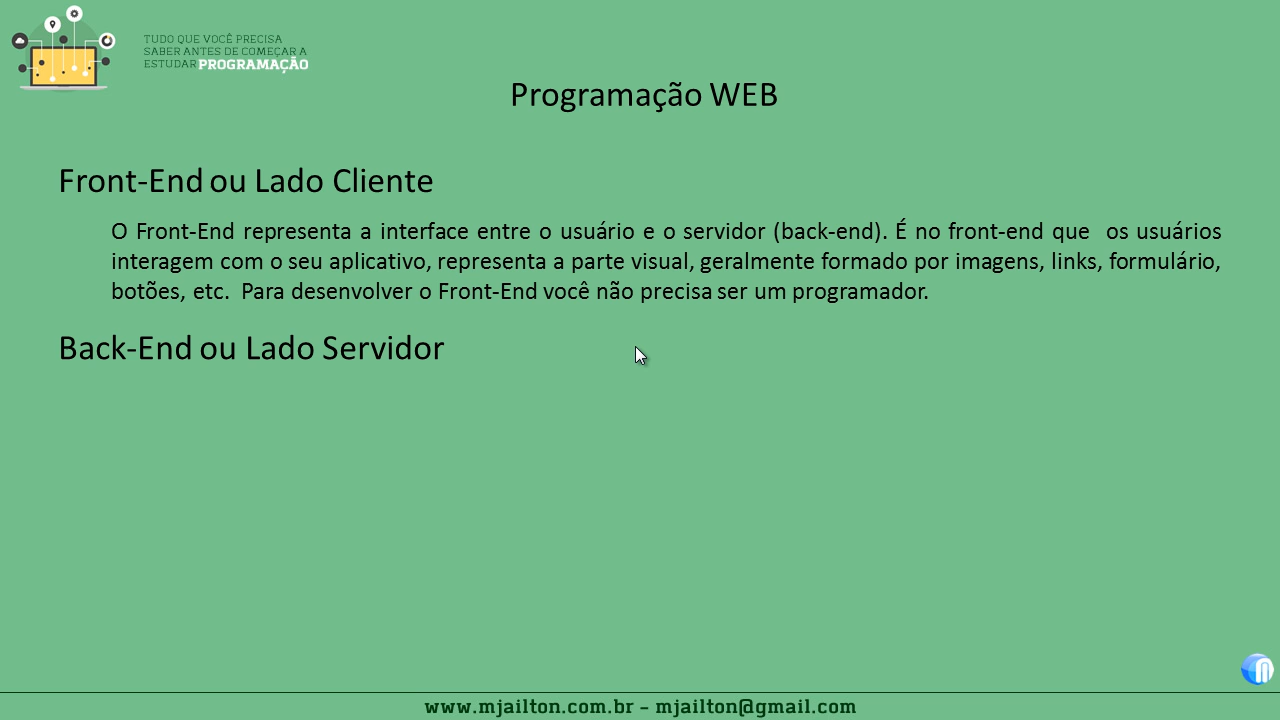 TUDO QUE VOCÊ PRECISA
SABER ANTES DE COMEÇAR A
ESTUDAR PROGRAMAÇÃO
Programação WEB
Front-End ou Lado Cliente
O Front-End representa a interface entre o usuário e o servidor (back-end). É no front-end que os usuários
interagem com o seu aplicativo, representa a parte visual, geralmente formado por imagens, links, formulário,
botões, etc. Para desenvolver o Front-End você não precisa ser um programador.
Back-End ou Lado Servidor
www.mjailton.com.br – mjailton@gmail.com